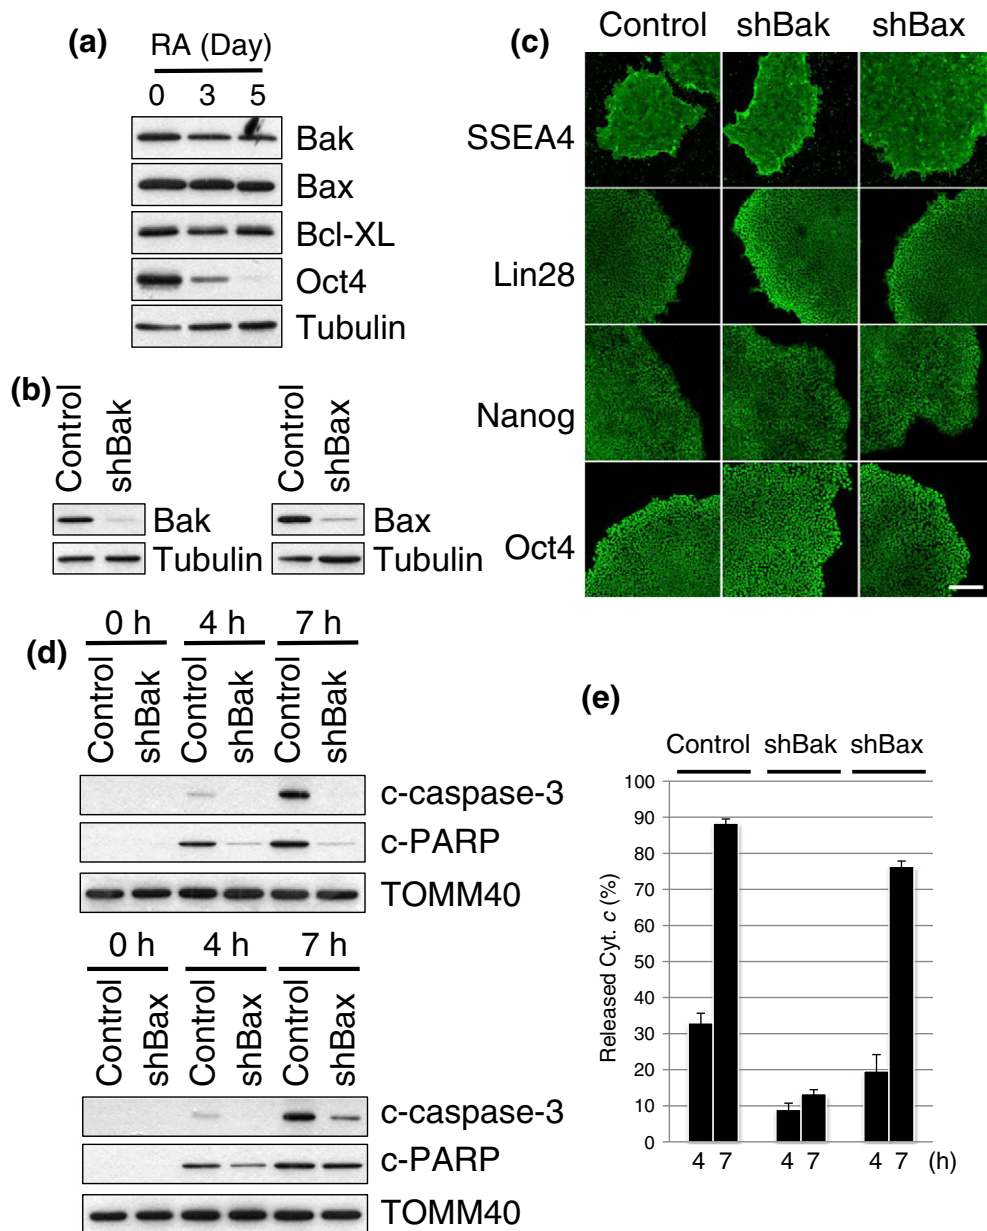 (a)
RA (Day)
0 3 5
Bak
Bax
Bcl-XL
Oct4
Tubulin
(b)
Control shBak
Bak
Tubulin
Control shBax
Bax
Tubulin
(c)
Control shBak shBax
SSEA4
Lin28
Nanog
Oct4
(d)
0 h 4 h 7 h
Control shBak Control shBak Control shBak
c-caspase-3
c-PARP
TOMM40
0 h 4 h 7 h
Control shBax Control shBax Control shBax
c-caspase-3
c-PARP
TOMM40
(e)
Control shBak shBax
Released Cyt. c (%)
100
90
80
70
60
50
40
30
20
10
0
4 7 4 7 4 7 (h)